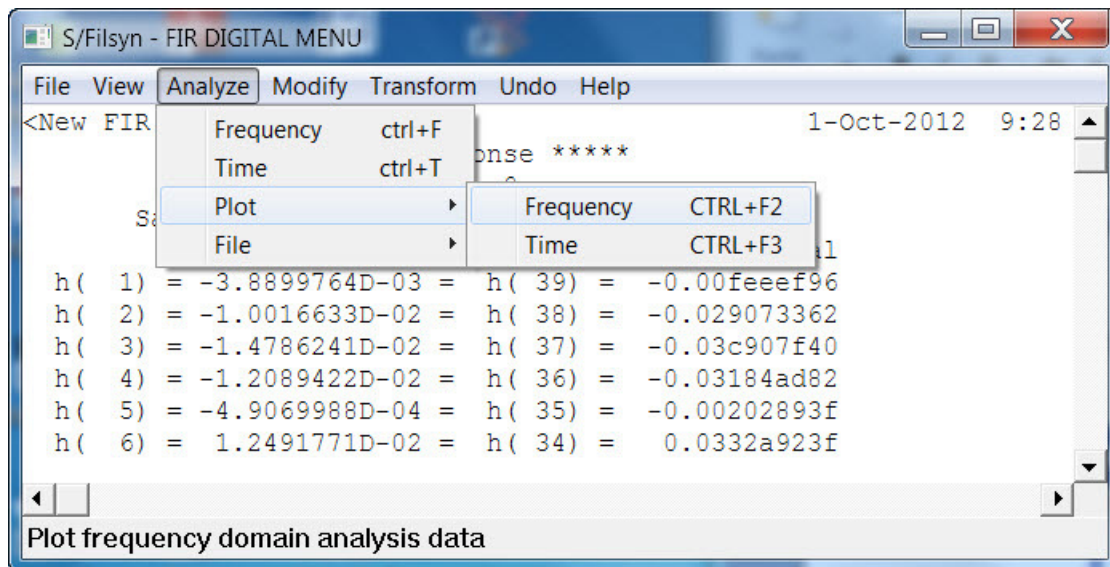 S/Filsyn - FIR DIGITAL MENU
File View Analyze Modify Transform Undo Help
<New FIR 1-Oct-2012 9:28
Frequency ctrl+F
Time ctrl+T
Plot
File
Frequency CTRL+F2
Time CTRL+F3
*****
h( 1) = -3.8899764D-03 = h( 39) = -0.00feeef96
h( 2) = -1.0016633D-02 = h( 38) = -0.029073362
h( 3) = -1.4786241D-02 = h( 37) = -0.03c907f40
h( 4) = -1.2089422D-02 = h( 36) = -0.03184ad82
h( 5) = -4.9069988D-04 = h( 35) = -0.00202893f
h( 6) = 1.2491771D-02 = h( 34) = 0.0332a923f
Plot frequency domain analysis data